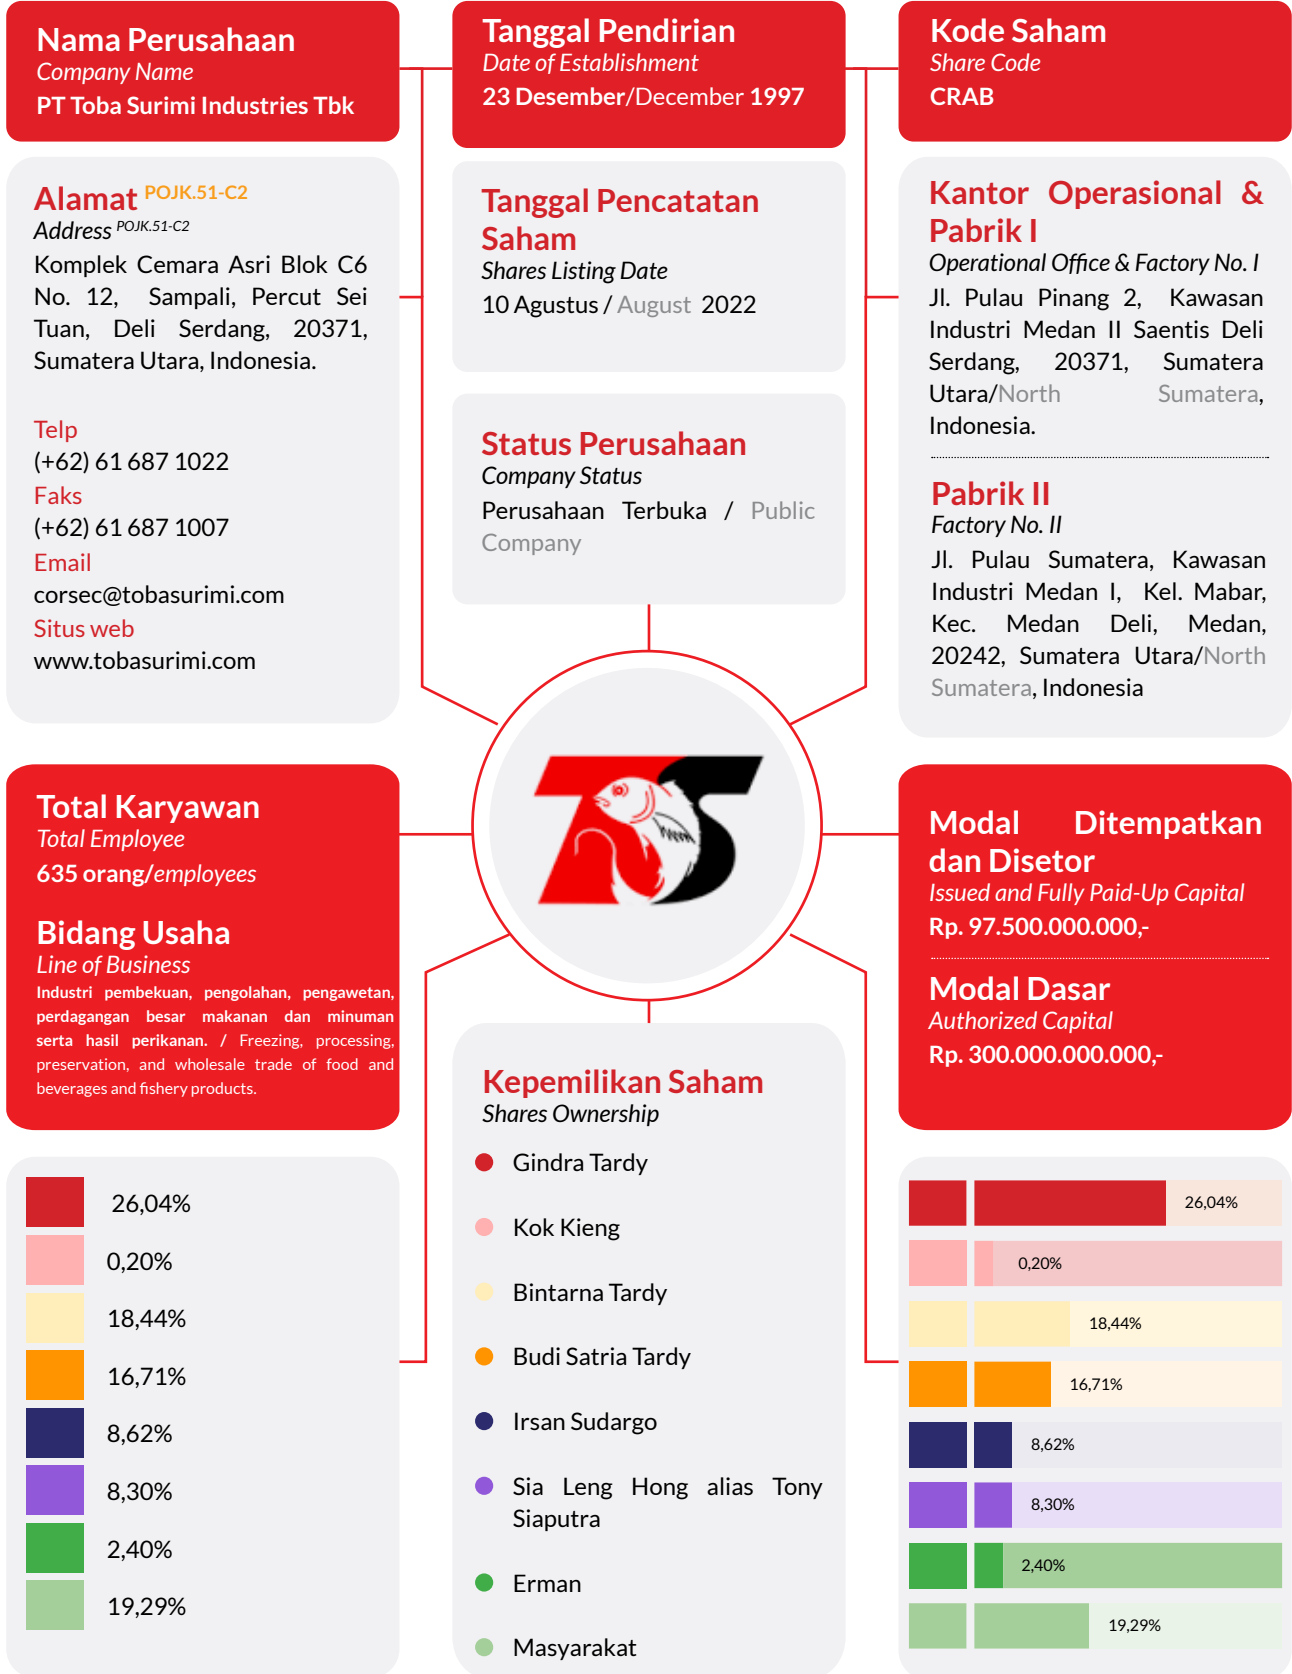 Nama Perusahaan
Company Name
PT Toba Surimi Industries Tbk
Tanggal Pendirian
Date of Establishment
23 Desember/December 1997
Kode Saham
Share Code
CRAB
Alamat POJK.51-C2
Address POJK.51-C2
Komplek Cemara Asri Blok C6
No. 12, Sampali, Percut Sei
Tuan, Deli Serdang, 20371,
Sumatera Utara, Indonesia.
Telp
(+62) 61 687 1022
Faks
(+62) 61 687 1007
Email
corsec@tobasurimi.com
Situs web
www.tobasurimi.com
Tanggal Pencatatan
Saham
Shares Listing Date
10 Agustus / August 2022
Status Perusahaan
Company Status
Perusahaan Terbuka / Public
Company
Kantor Operasional &
Pabrik I
Operational Office & Factory No. I
Jl. Pulau Pinang 2, Kawasan
Industri Medan II Saentis Deli
Serdang, 20371, Sumatera
Utara/North Sumatera,
Indonesia.
Pabrik II
Factory No. II
Jl. Pulau Sumatera, Kawasan
Industri Medan I, Kel. Mabar,
Kec. Medan Deli, Medan,
20242, Sumatera Utara/North
Sumatera, Indonesia
Total Karyawan
Total Employee
635 orang/employees
Bidang Usaha
Line of Business
Industri pembekuan, pengolahan, pengawetan,
perdagangan besar makanan dan minuman
serta hasil perikanan. / Freezing, processing,
preservation, and wholesale trade of food and
beverages and fishery products.
TS
Modal Ditempatkan
dan Disetor
Issued and Fully Paid-Up Capital
Rp. 97.500.000.000,-
Modal Dasar
Authorized Capital
Rp. 300.000.000.000,-
26,04%
0,20%
18,44%
16,71%
8,62%
8,30%
2,40%
19,29%
Kepemilikan Saham
Shares Ownership
Gindra Tardy
Kok Kieng
Bintarna Tardy
Budi Satria Tardy
Irsan Sudargo
Sia Leng Hong alias Tony
Siaputra
Erman
Masyarakat
26,04%
0,20%
18,44%
16,71%
8,62%
8,30%
2,40%
19,29%